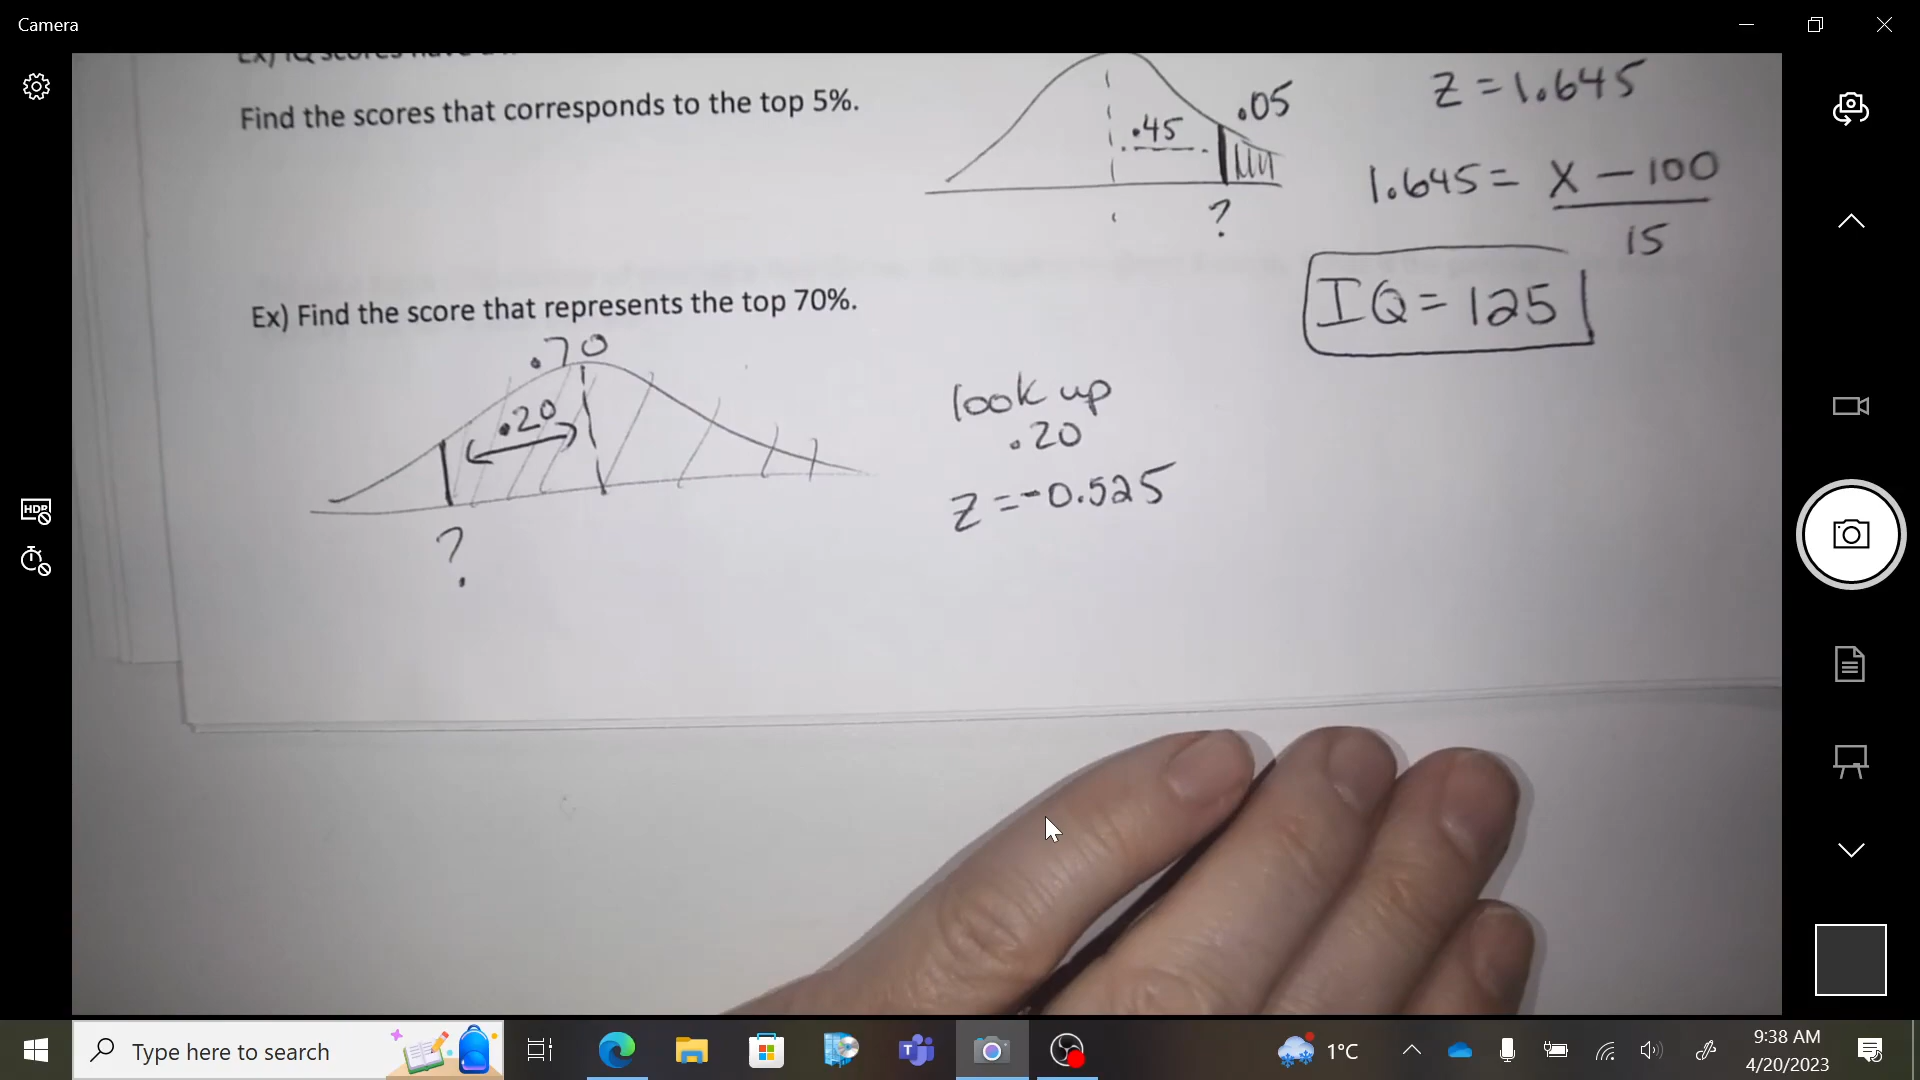 Camera
Find the scores that corresponds to the top 5%.
.45
.05
?
Z = 1.645
1.645 = X - 100
15
IQ = 125
Ex) Find the score that represents the top 70%.
.70
.20
?
look up
.20
Z = -0.525
Type here to search
1°C
9:38 AM
4/20/2023